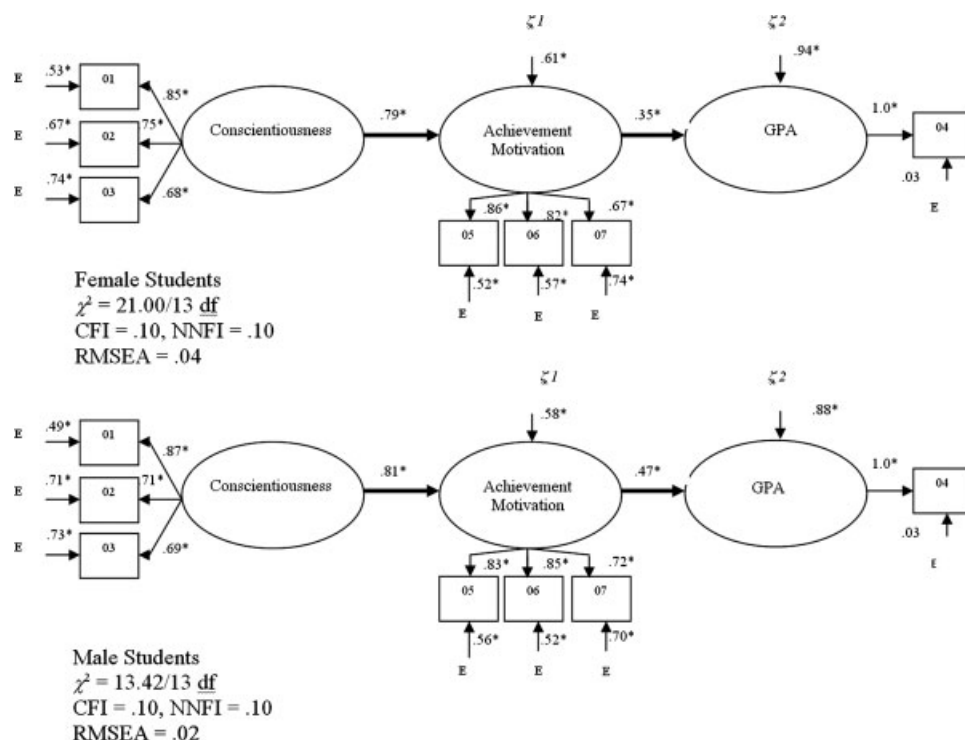 ζ1 ζ2
E .53* 01 .85* .61* .94*
Conscientiousness .79* Achievement Motivation .35* GPA 1.0* 04
E .67* 02 .75*
E .74* 03 .68* .03
E
.86* .82* .67*
05 06 07
.52* .57* .74*
E E E
Female Students
χ² = 21.00/13 df
CFI = .10, NNFI = .10
RMSEA = .04
ζ1 ζ2
E .49* 01 .87* .58* .88*
Conscientiousness .81* Achievement Motivation .47* GPA 1.0* 04
E .71* 02 71*
E .73* 03 .69* .03
E
.83* .85* .72*
05 06 07
.56* .52* .70*
E E E
Male Students
χ² = 13.42/13 df
CFI = .10, NNFI = .10
RMSEA = .02